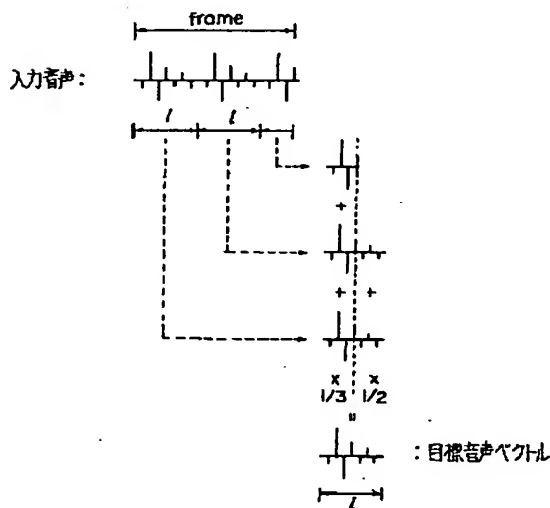 frame
入力音声:
l
l
+
+ +
x x
1/3 1/2
=
:目標音声ベクトル
l